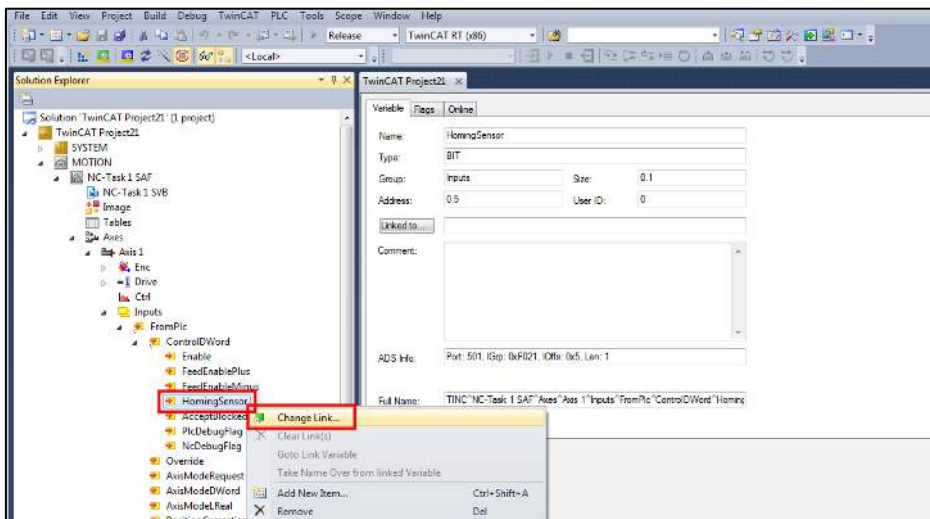 File Edit View Project Build Debug TwinCAT PLC Tools Scope Window Help
Release TwinCAT RT (x86)
<Local>
Solution Explorer
TwinCAT Project21
Solution 'TwinCAT Project21' (1 project)
TwinCAT Project21
SYSTEM
MOTION
NC-Task 1 SAF
NC-Task 1 SVB
Image
Tables
Axes
Axis 1
Enc
Drive
Ctrl
Inputs
FromPlc
ControlDWord
Enable
FeedEnablePlus
FeedEnableMinus
HomingSensor
AcceptBlocked
PlcDebugFlag
NcDebugFlag
Override
AxisModeRequest
AxisModeDWord
AxisModeLReal
Change Link...
Clear Link(s)
Goto Link Variable
Take Name Over from linked Variable
Add New Item... Ctrl+Shift+A
Remove Del
Variable Flags Online
Name: HomingSensor
Type: BIT
Group: Inputs Size: 0.1
Address: 0.5 User ID: 0
Linked to...
Comment:
ADS Info: Port: 501, IGrp: 0xF021, IOffs: 0x5, Len: 1
Full Name: TINC^NC-Task 1 SAF^Axes^Axis 1^Inputs^FromPlc^ControlDWord^Homing